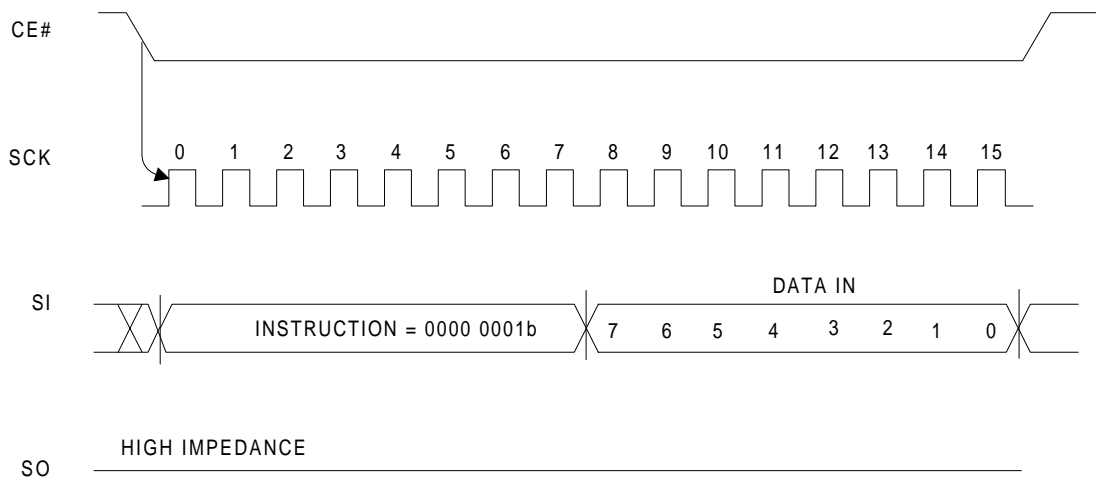 CE#
SCK
0 1 2 3 4 5 6 7 8 9 10 11 12 13 14 15
SI
DATA IN
INSTRUCTION = 0000 0001b
7 6 5 4 3 2 1 0
HIGH IMPEDANCE
SO